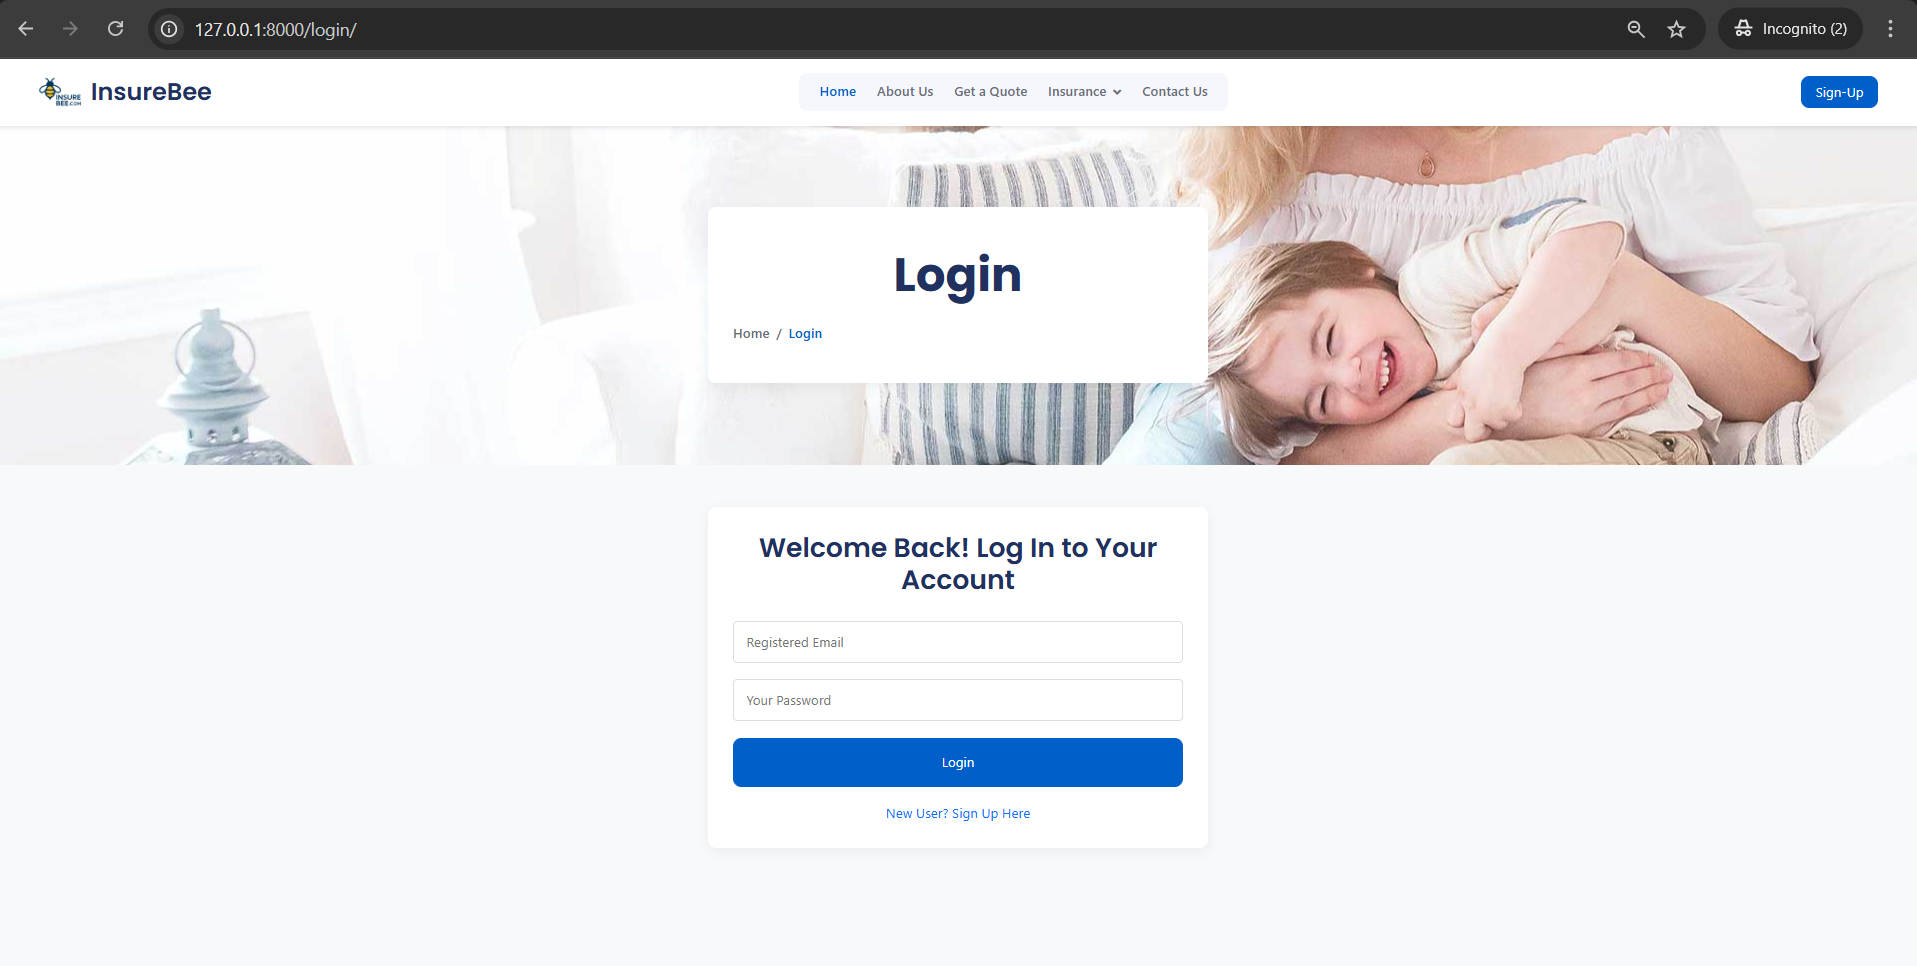 127.0.0.1:8000/login/
Incognito (2)
INSURE
BEE.COM
InsureBee
Home About Us Get a Quote Insurance Contact Us
Sign-Up
Login
Home / Login
Welcome Back! Log In to Your
Account
Registered Email
Your Password
Login
New User? Sign Up Here